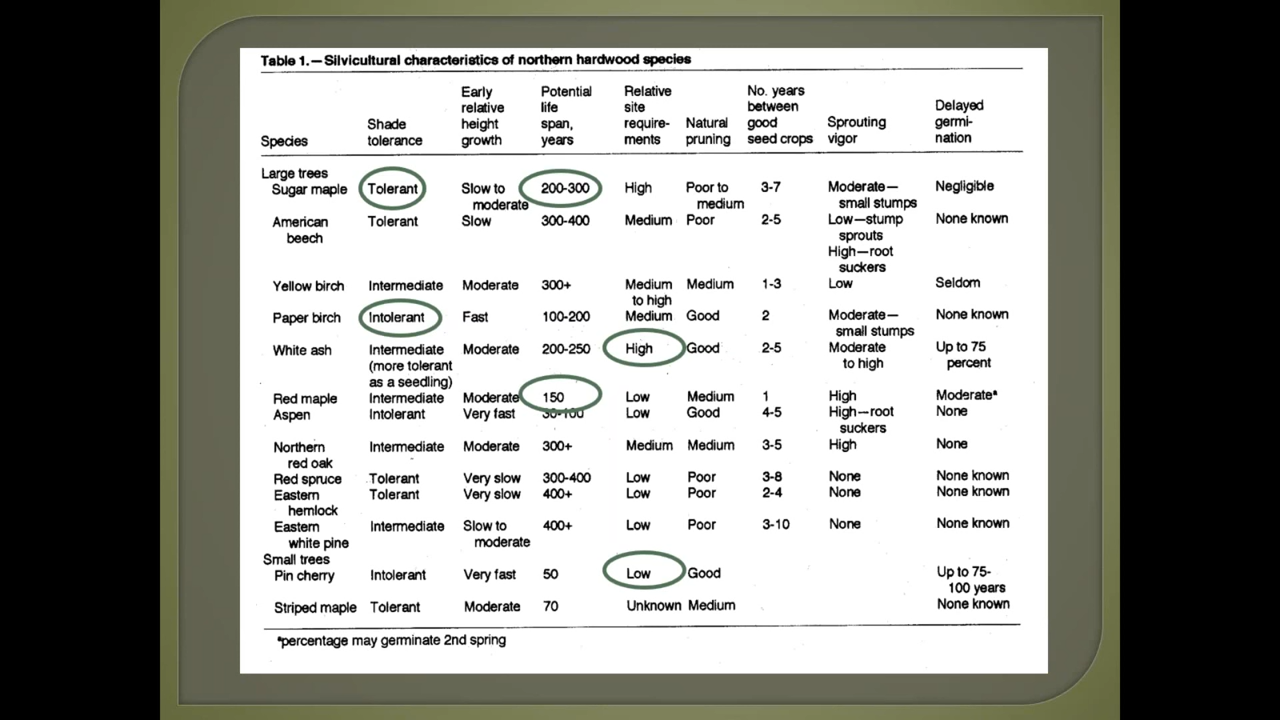 Table 1.—Silvicultural characteristics of northern hardwood species
Species Shade tolerance Early relative height growth Potential life span, years Relative site require- ments Natural pruning No. years between good seed crops Sprouting vigor Delayed germi- nation
Large trees
Sugar maple Tolerant Slow to moderate 200-300 High Poor to medium 3-7 Moderate— small stumps Negligible
American beech Tolerant Slow 300-400 Medium Poor 2-5 Low—stump sprouts High—root suckers None known
Yellow birch Intermediate Moderate 300+ Medium to high Medium 1-3 Low Seldom
Paper birch Intolerant Fast 100-200 Medium Good 2 Moderate— small stumps None known
White ash Intermediate (more tolerant as a seedling) Moderate 200-250 High Good 2-5 Moderate to high Up to 75 percent
Red maple Intermediate Moderate 150 Low Medium 1 High Moderateª
Aspen Intolerant Very fast 50-100 Low Good 4-5 High—root suckers None
Northern red oak Intermediate Moderate 300+ Medium Medium 3-5 High None
Red spruce Tolerant Very slow 300-400 Low Poor 3-8 None None known
Eastern hemlock Tolerant Very slow 400+ Low Poor 2-4 None None known
Eastern white pine Intermediate Slow to moderate 400+ Low Poor 3-10 None None known
Small trees
Pin cherry Intolerant Very fast 50 Low Good Up to 75- 100 years
Striped maple Tolerant Moderate 70 Unknown Medium None known
ªpercentage may germinate 2nd spring